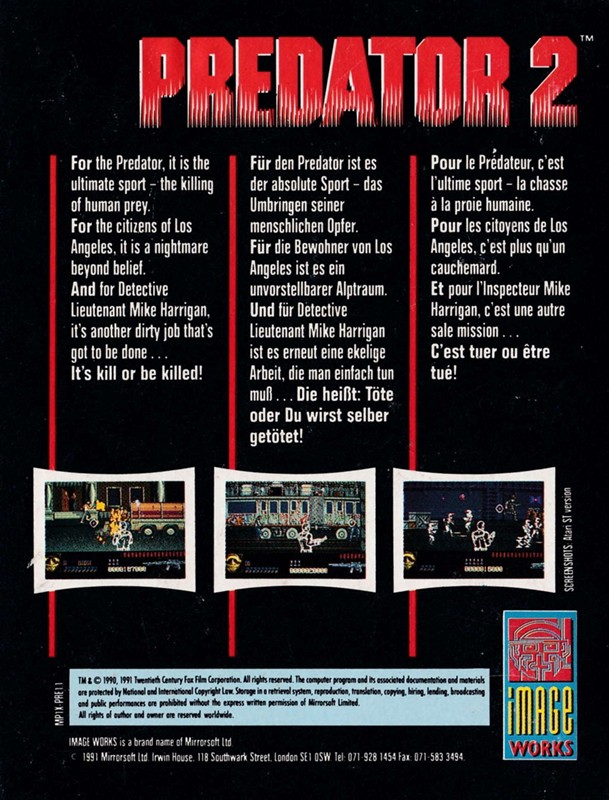 PREDATOR 2™
For the Predator, it is the
ultimate sport – the killing
of human prey.
For the citizens of Los
Angeles, it is a nightmare
beyond belief.
And for Detective
Lieutenant Mike Harrigan,
it's another dirty job that's
got to be done . . .
It's kill or be killed!
Für den Predator ist es
der absolute Sport – das
Umbringen seiner
menschlichen Opfer.
Für die Bewohner von Los
Angeles ist es ein
unvorstellbarer Alptraum.
Und für Detective
Lieutenant Mike Harrigan
ist es erneut eine ekelige
Arbeit, die man einfach tun
muß . . . Die heißt: Töte
oder Du wirst selber
getötet!
Pour le Prédateur, c'est
l'ultime sport – la chasse
à la proie humaine.
Pour les citoyens de Los
Angeles, c'est plus qu'un
cauchemard.
Et pour l'Inspecteur Mike
Harrigan, c'est une autre
sale mission . . .
C'est tuer ou être
tué!
SCREENSHOTS: Atari ST version
MP1X-PRE11
TM & © 1990, 1991 Twentieth Century Fox Film Corporation. All rights reserved. The computer program and its associated documentation and materials
are protected by National and International Copyright Law. Storage in a retrieval system, reproduction, translation, copying, hiring, lending, broadcasting
and public performances are prohibited without the express written permission of Mirrorsoft Limited.
All rights of author and owner are reserved worldwide.
IMAGE WORKS
IMAGE WORKS is a brand name of Mirrorsoft Ltd.
© 1991 Mirrorsoft Ltd. Irwin House. 118 Southwark Street. London SE1 0SW Tel: 071-928 1454 Fax: 071-583 3494.